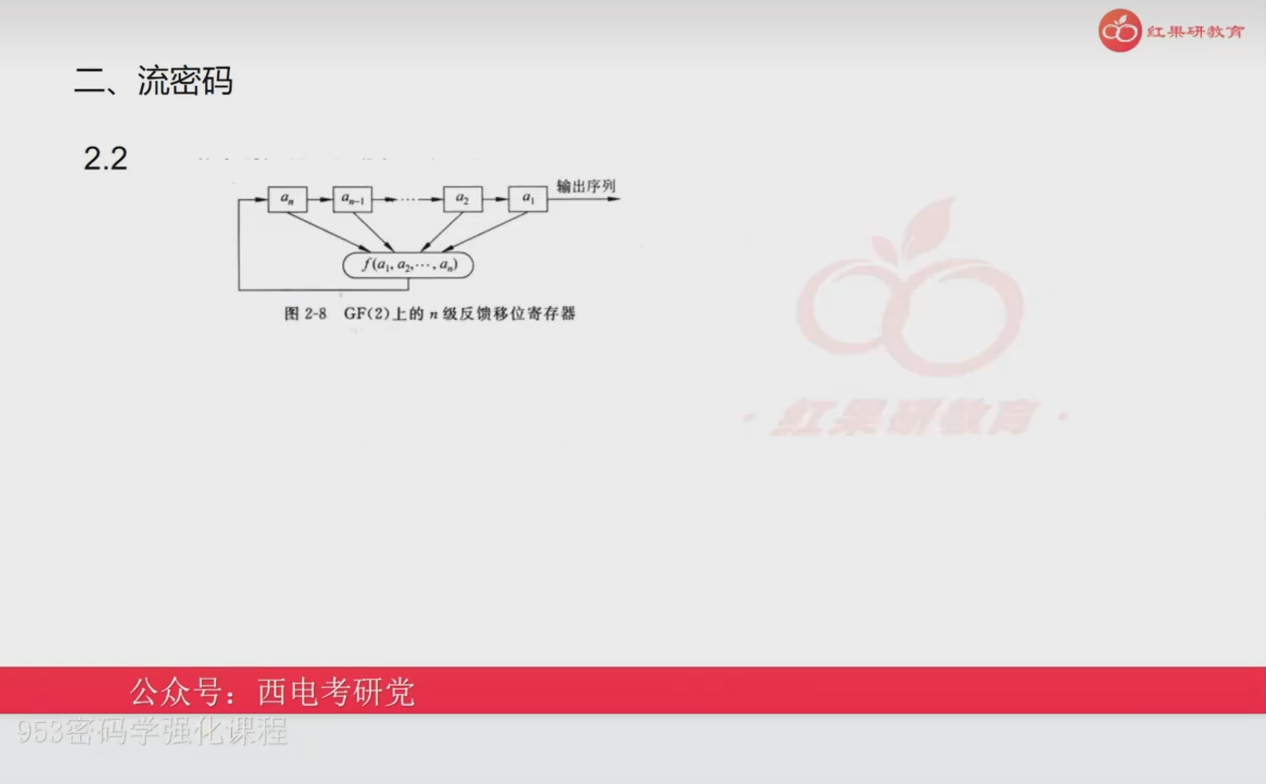 红果研教育
二、流密码
2.2
输出序列
aₙ aₙ₋₁ ⋯ a₂ a₁
f(a₁,a₂,⋯,aₙ)
图 2-8 GF(2)上的 n 级反馈移位寄存器
· 红果研教育 ·
公众号：西电考研党
953密码学强化课程